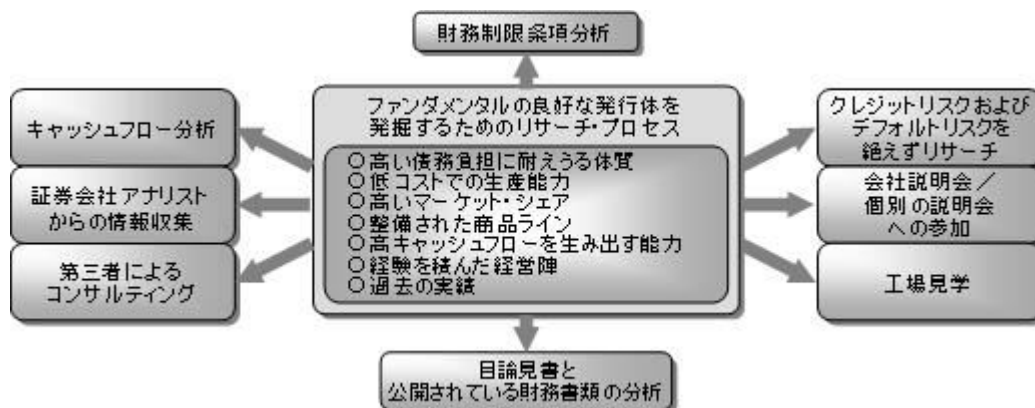 財務制限条項分析
キャッシュフロー分析
証券会社アナリスト
からの情報収集
第三者による
コンサルティング
ファンダメンタルの良好な発行体を
発掘するためのリサーチ・プロセス
○高い債務負担に耐えうる体質
○低コストでの生産能力
○高いマーケット・シェア
○整備された商品ライン
○高キャッシュフローを生み出す能力
○経験を積んだ経営陣
○過去の実績
クレジットリスクおよび
デフォルトリスクを
絶えずリサーチ
会社説明会／
個別の説明会
への参加
工場見学
目論見書と
公開されている財務書類の分析